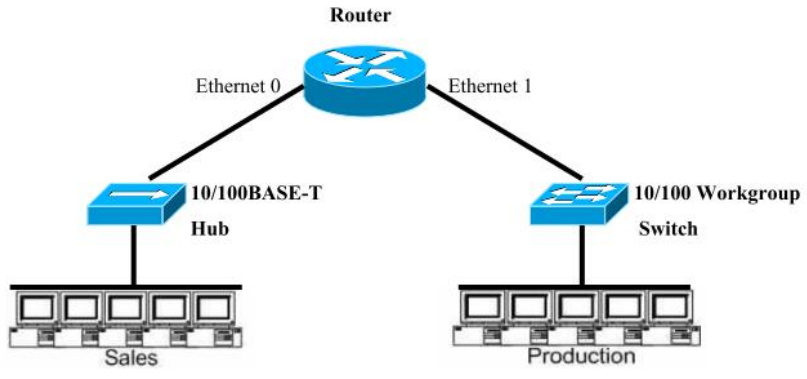 Router
Ethernet 0
Ethernet 1
10/100BASE-T
Hub
10/100 Workgroup
Switch
Sales
Production